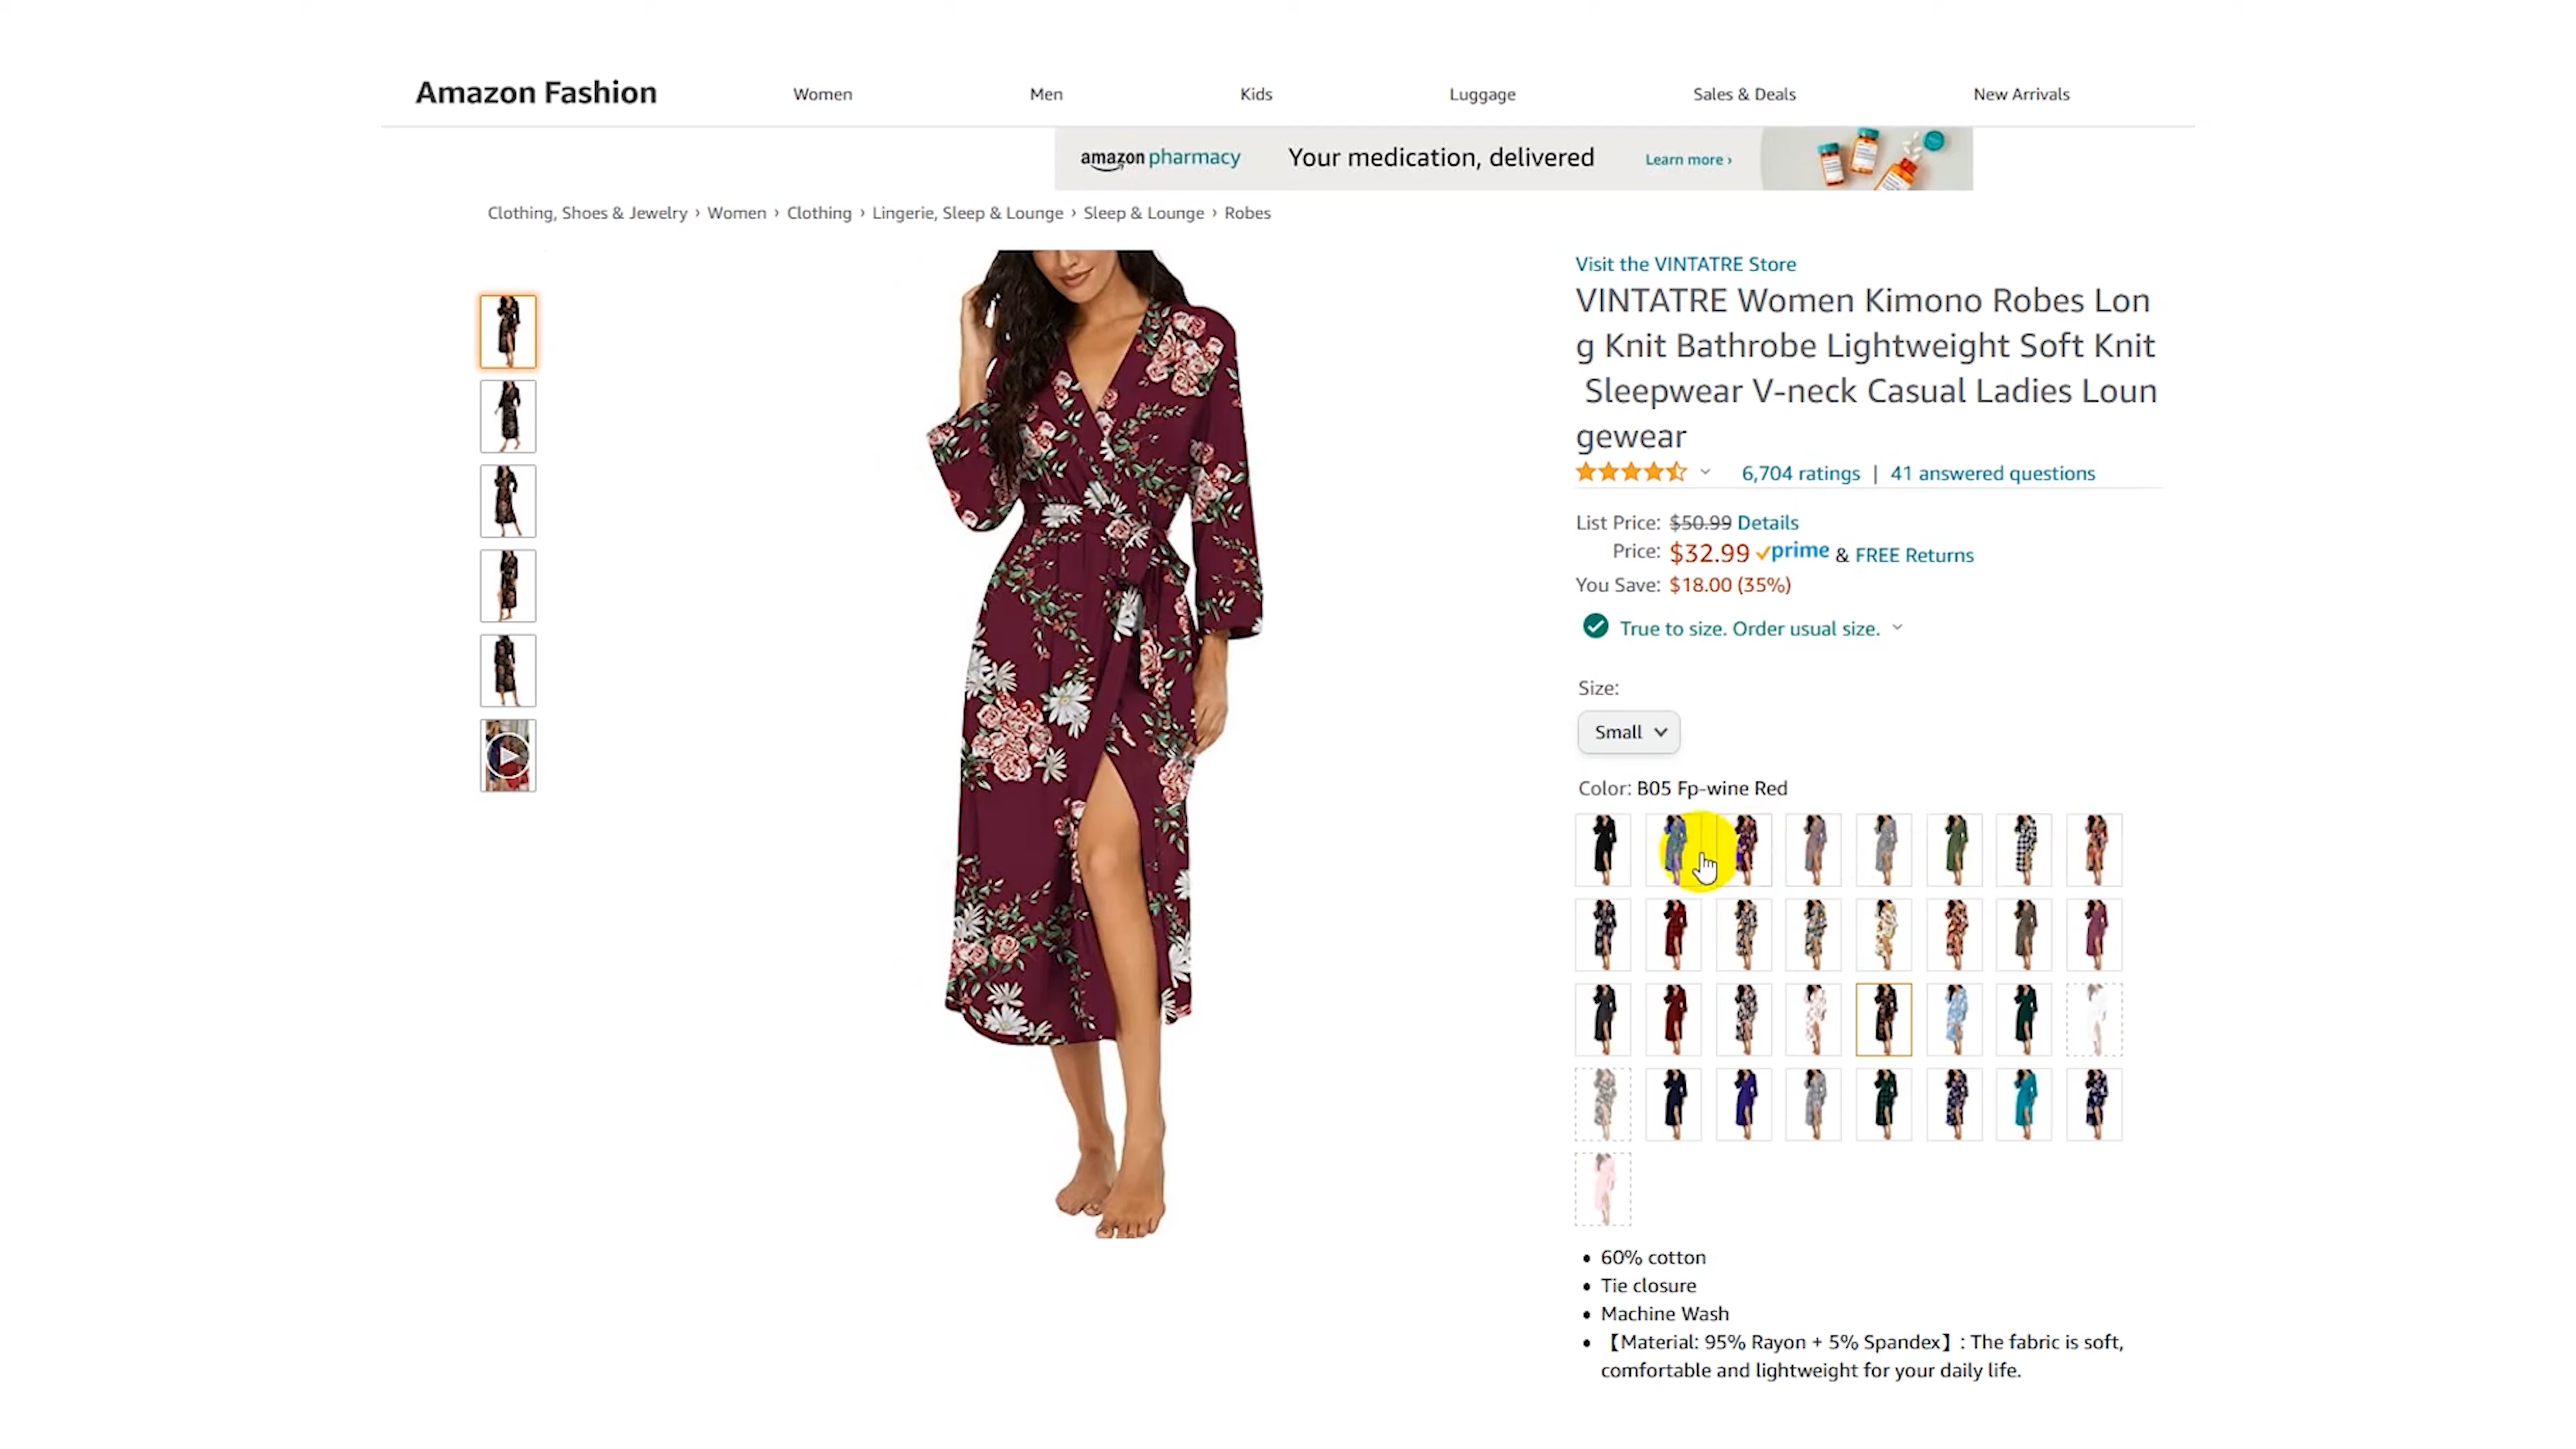 Amazon Fashion
Women
Men
Kids
Luggage
Sales & Deals
New Arrivals
amazon pharmacy
Your medication, delivered
Learn more ›
Clothing, Shoes & Jewelry › Women › Clothing › Lingerie, Sleep & Lounge › Sleep & Lounge › Robes
Visit the VINTATRE Store
VINTATRE Women Kimono Robes Lon
g Knit Bathrobe Lightweight Soft Knit
Sleepwear V-neck Casual Ladies Loun
gewear
6,704 ratings | 41 answered questions
List Price: $50.99 Details
Price: $32.99 prime & FREE Returns
You Save: $18.00 (35%)
True to size. Order usual size.
Size:
Small
Color: B05 Fp-wine Red
• 60% cotton
• Tie closure
• Machine Wash
• 【Material: 95% Rayon + 5% Spandex】: The fabric is soft,
comfortable and lightweight for your daily life.